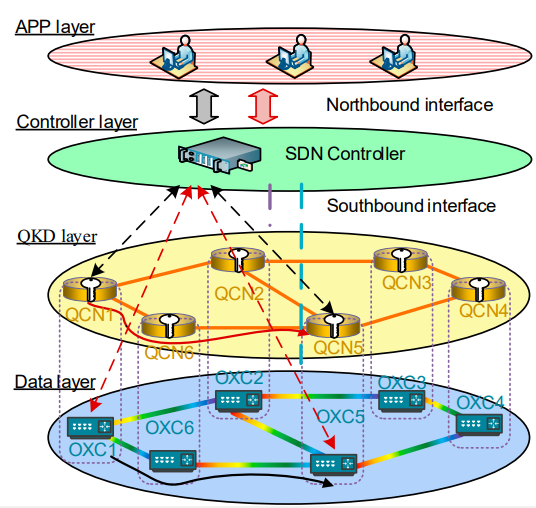 APP layer
Northbound interface
Controller layer
SDN Controller
Southbound interface
QKD layer
QCN2
QCN3
QCN1
QCN4
QCN6
QCN5
Data layer
OXC2
OXC3
OXC4
OXC6
OXC5
OXC1